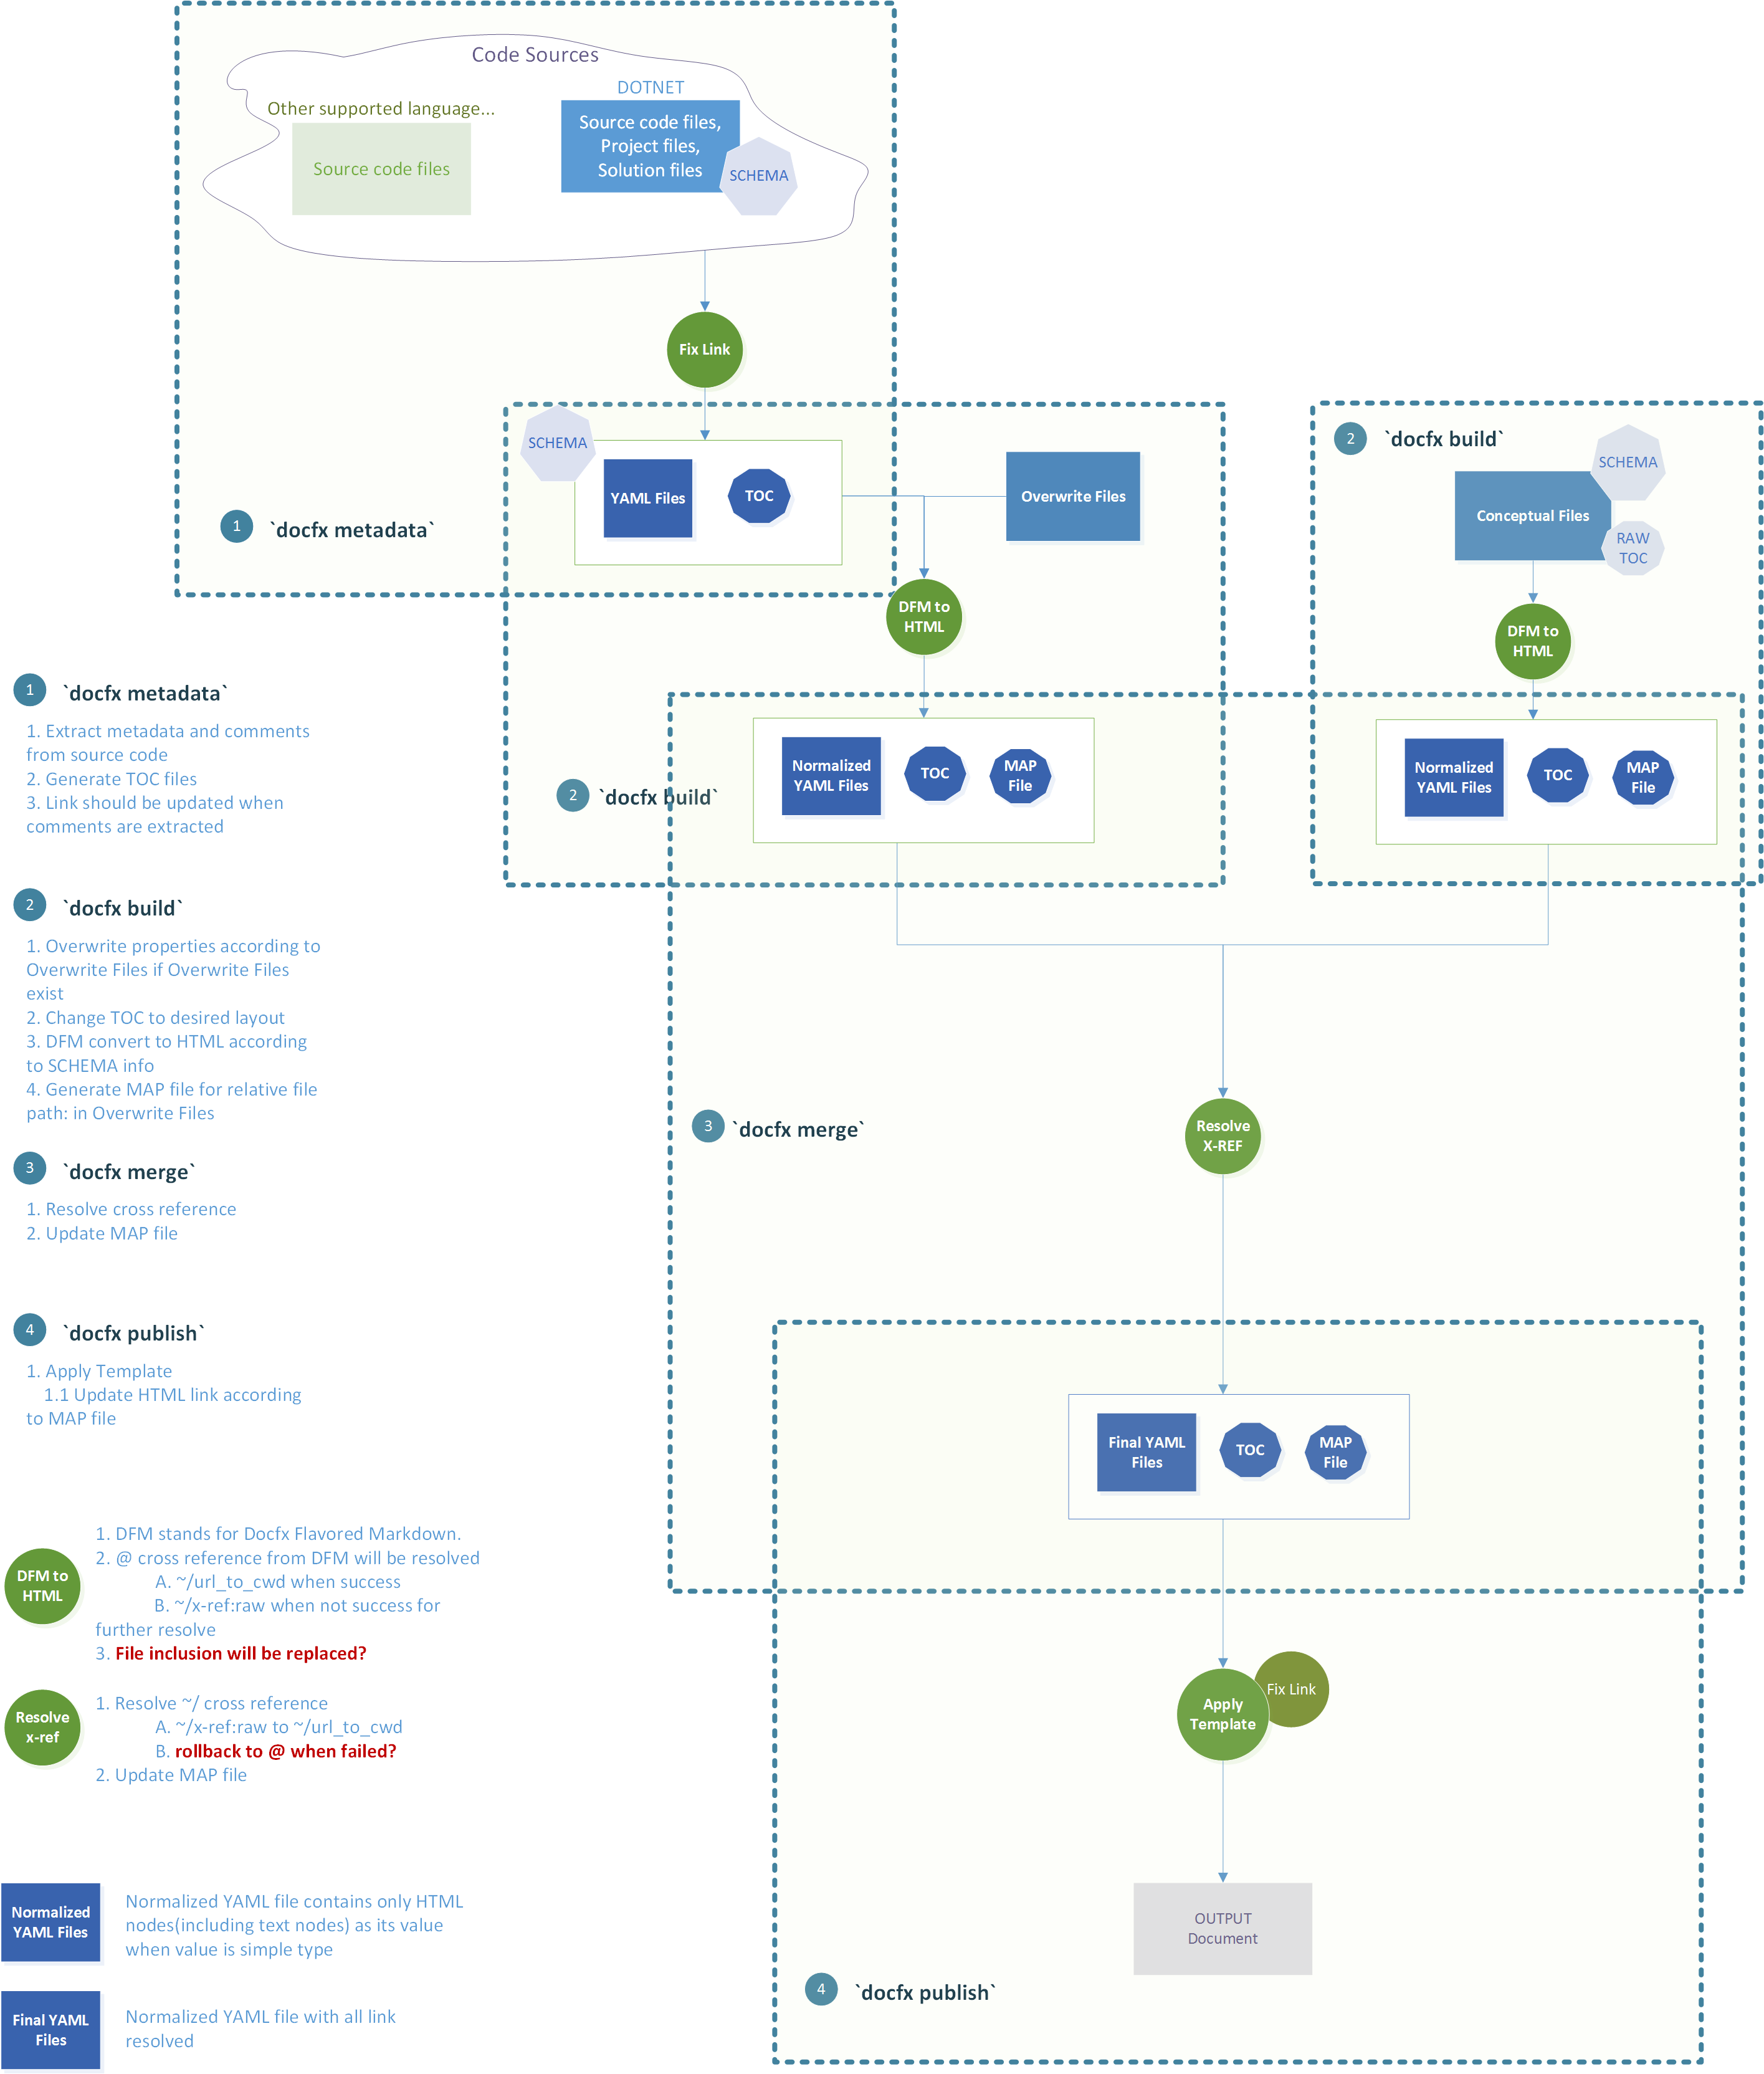 Code Sources
DOTNET
Other supported language...
Source code files,
Project files,
Solution files
Source code files
SCHEMA
Fix Link
SCHEMA
YAML Files
TOC
Overwrite Files
1 `docfx metadata`
2 `docfx build`
SCHEMA
Conceptual Files
RAW
TOC
DFM to
HTML
DFM to
HTML
1 `docfx metadata`
1. Extract metadata and comments
from source code
2. Generate TOC files
3. Link should be updated when
comments are extracted
Normalized
YAML Files
TOC
MAP
File
2 `docfx build`
Normalized
YAML Files
TOC
MAP
File
2 `docfx build`
1. Overwrite properties according to
Overwrite Files if Overwrite Files
exist
2. Change TOC to desired layout
3. DFM convert to HTML according
to SCHEMA info
4. Generate MAP file for relative file
path: in Overwrite Files
3 `docfx merge`
Resolve
X-REF
3 `docfx merge`
1. Resolve cross reference
2. Update MAP file
4 `docfx publish`
1. Apply Template
1.1 Update HTML link according
to MAP file
Final YAML
Files
TOC
MAP
File
DFM to
HTML
1. DFM stands for Docfx Flavored Markdown.
2. @ cross reference from DFM will be resolved
A. ~/url_to_cwd when success
B. ~/x-ref:raw when not success for
further resolve
3. File inclusion will be replaced?
Resolve
x-ref
1. Resolve ~/ cross reference
A. ~/x-ref:raw to ~/url_to_cwd
B. rollback to @ when failed?
2. Update MAP file
Apply
Template
Fix Link
OUTPUT
Document
4 `docfx publish`
Normalized
YAML Files
Normalized YAML file contains only HTML
nodes(including text nodes) as its value
when value is simple type
Final YAML
Files
Normalized YAML file with all link
resolved